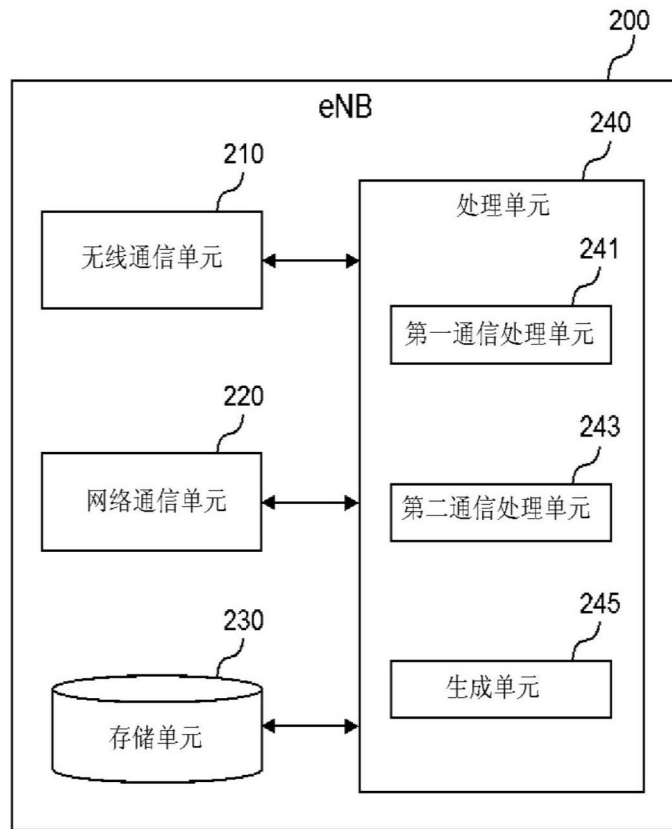 200
eNB
210
240
无线通信单元
处理单元
241
第一通信处理单元
220
243
网络通信单元
第二通信处理单元
230
245
存储单元
生成单元